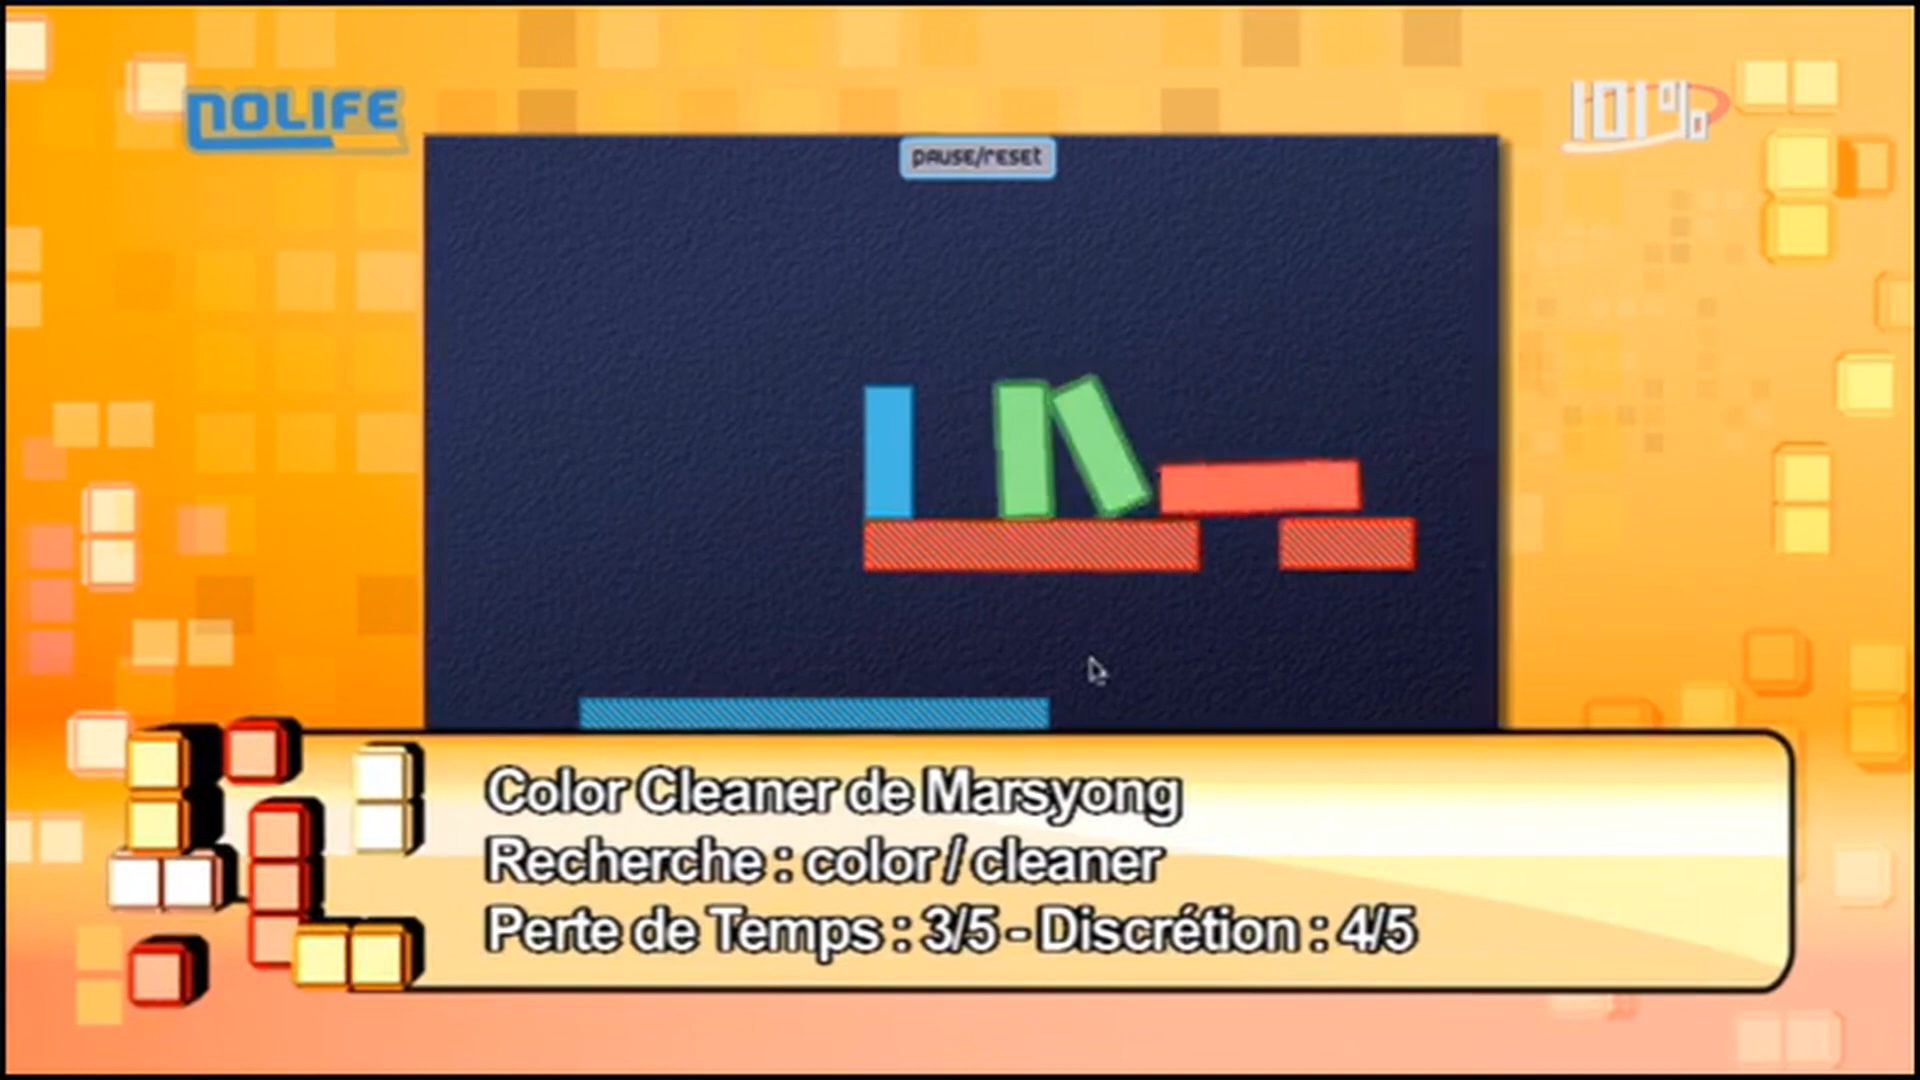 NOLIFE
101%
PAUSE/RESET
Color Cleaner de Marsyong
Recherche : color / cleaner
Perte de Temps : 3/5 - Discrétion : 4/5